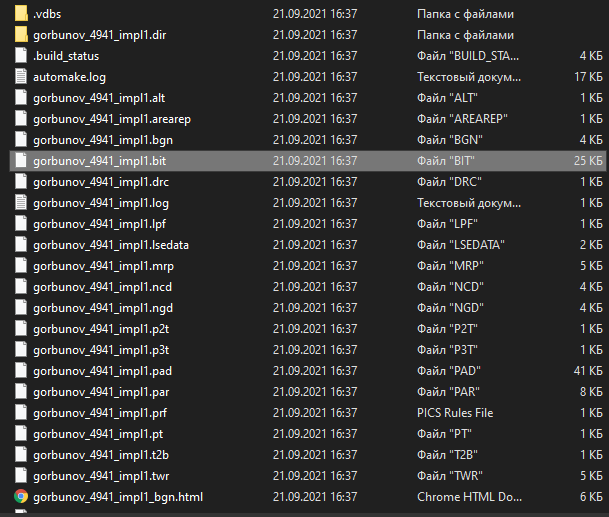 .vdbs 21.09.2021 16:37 Папка с файлами
gorbunov_4941_impl1.dir 21.09.2021 16:37 Папка с файлами
.build_status 21.09.2021 16:37 Файл "BUILD_STA... 4 КБ
automake.log 21.09.2021 16:37 Текстовый докум... 17 КБ
gorbunov_4941_impl1.alt 21.09.2021 16:37 Файл "ALT" 1 КБ
gorbunov_4941_impl1.arearep 21.09.2021 16:37 Файл "AREAREP" 1 КБ
gorbunov_4941_impl1.bgn 21.09.2021 16:37 Файл "BGN" 4 КБ
gorbunov_4941_impl1.bit 21.09.2021 16:37 Файл "BIT" 25 КБ
gorbunov_4941_impl1.drc 21.09.2021 16:37 Файл "DRC" 1 КБ
gorbunov_4941_impl1.log 21.09.2021 16:37 Текстовый докум... 1 КБ
gorbunov_4941_impl1.lpf 21.09.2021 16:37 Файл "LPF" 1 КБ
gorbunov_4941_impl1.lsedata 21.09.2021 16:37 Файл "LSEDATA" 2 КБ
gorbunov_4941_impl1.mrp 21.09.2021 16:37 Файл "MRP" 5 КБ
gorbunov_4941_impl1.ncd 21.09.2021 16:37 Файл "NCD" 4 КБ
gorbunov_4941_impl1.ngd 21.09.2021 16:37 Файл "NGD" 4 КБ
gorbunov_4941_impl1.p2t 21.09.2021 16:37 Файл "P2T" 1 КБ
gorbunov_4941_impl1.p3t 21.09.2021 16:37 Файл "P3T" 1 КБ
gorbunov_4941_impl1.pad 21.09.2021 16:37 Файл "PAD" 41 КБ
gorbunov_4941_impl1.par 21.09.2021 16:37 Файл "PAR" 8 КБ
gorbunov_4941_impl1.prf 21.09.2021 16:37 PICS Rules File 1 КБ
gorbunov_4941_impl1.pt 21.09.2021 16:37 Файл "PT" 1 КБ
gorbunov_4941_impl1.t2b 21.09.2021 16:37 Файл "T2B" 1 КБ
gorbunov_4941_impl1.twr 21.09.2021 16:37 Файл "TWR" 5 КБ
gorbunov_4941_impl1_bgn.html 21.09.2021 16:37 Chrome HTML Do... 6 КБ